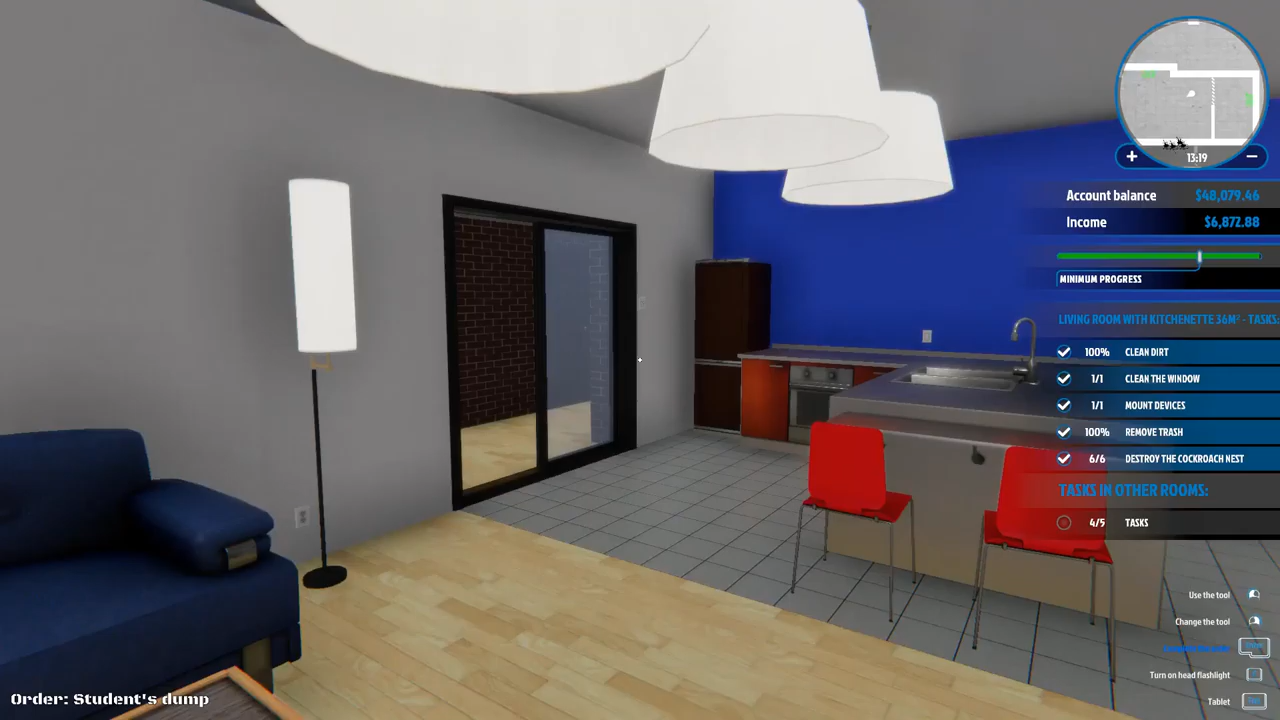 13:19
Account balance $48,079.46
Income $6,872.88
MINIMUM PROGRESS
LIVING ROOM WITH KITCHENETTE 36M² - TASKS:
100% CLEAN DIRT
1/1 CLEAN THE WINDOW
1/1 MOUNT DEVICES
100% REMOVE TRASH
6/6 DESTROY THE COCKROACH NEST
TASKS IN OTHER ROOMS:
4/5 TASKS
Use the tool
Change the tool
Turn on head flashlight
Tablet
Order: Student's dump